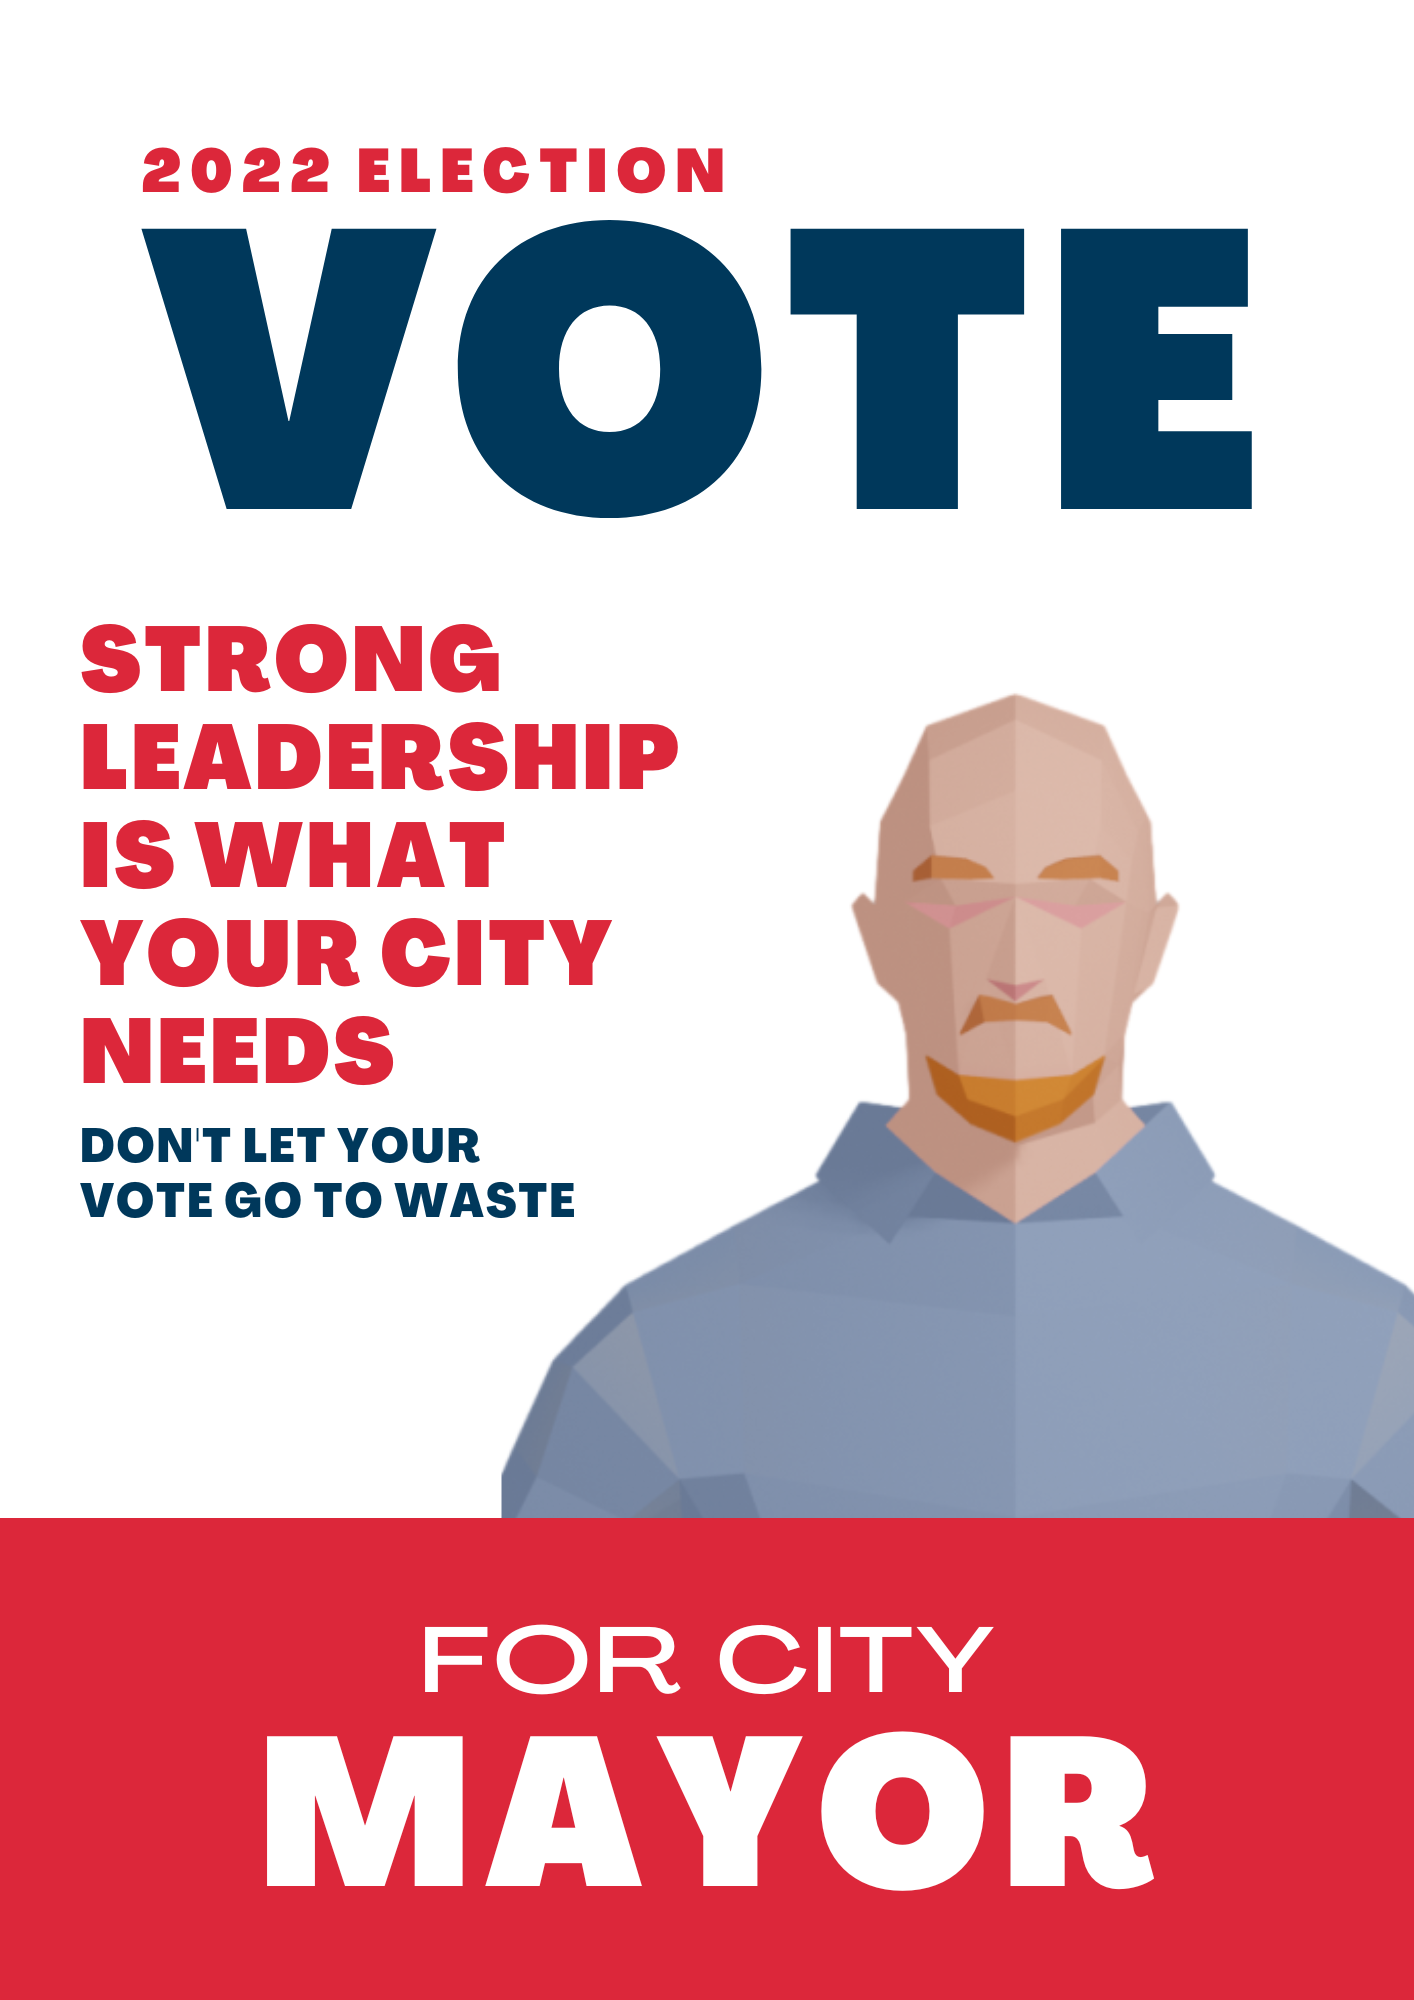 2022 ELECTION
VOTE
STRONG
LEADERSHIP
IS WHAT
YOUR CITY
NEEDS
DON'T LET YOUR
VOTE GO TO WASTE
FOR CITY
MAYOR